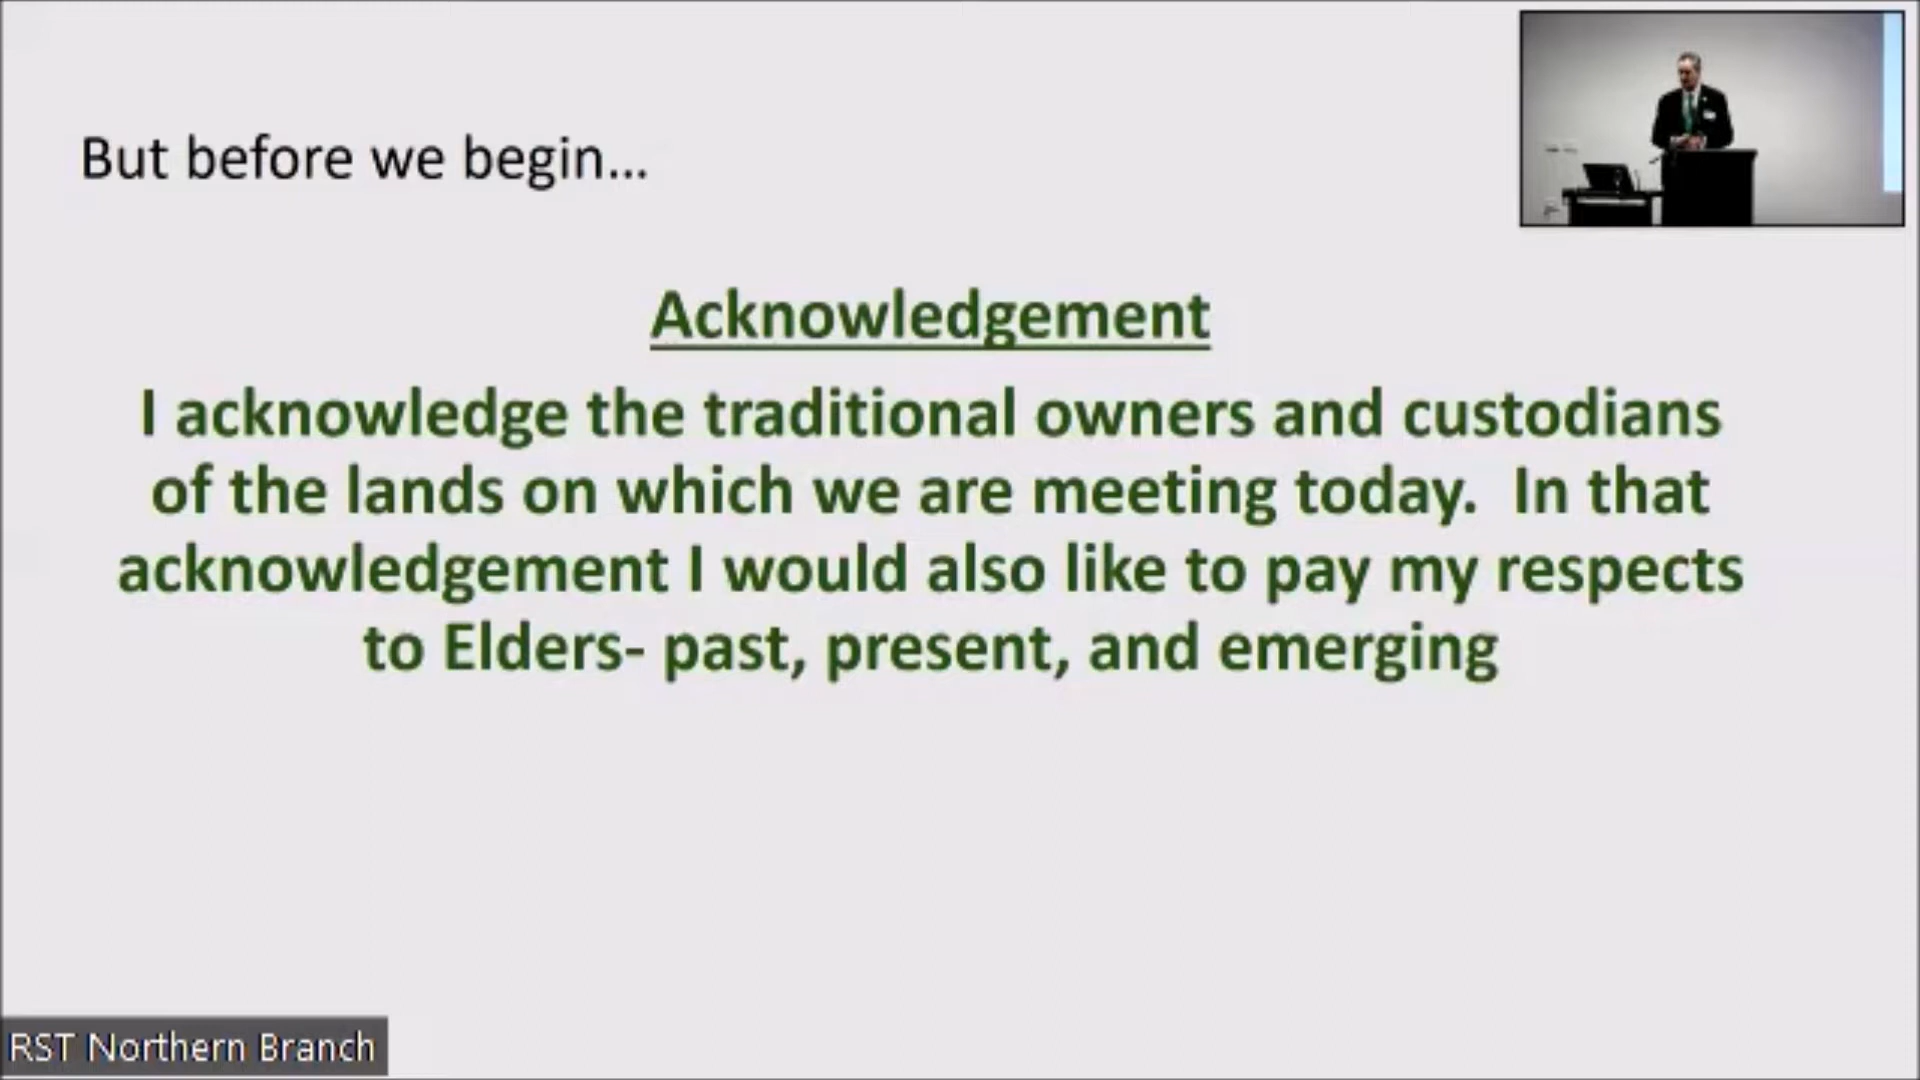 But before we begin...
Acknowledgement
I acknowledge the traditional owners and custodians
of the lands on which we are meeting today.  In that
acknowledgement I would also like to pay my respects
to Elders- past, present, and emerging
RST Northern Branch